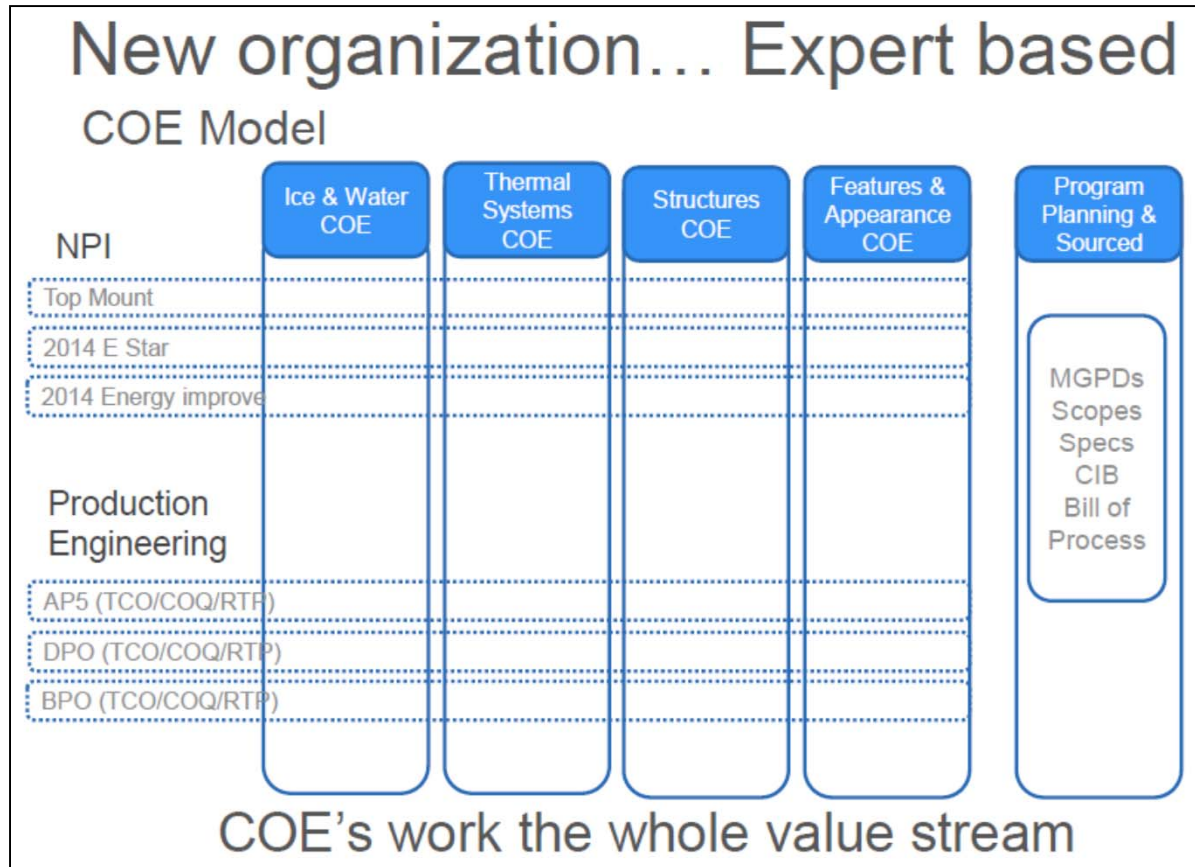 New organization... Expert based
COE Model
Ice & Water
COE
Thermal
Systems
COE
Structures
COE
Features &
Appearance
COE
Program
Planning &
Sourced
NPI
Top Mount
2014 E Star
2014 Energy improve
MGPDs
Scopes
Specs
CIB
Bill of
Process
Production
Engineering
AP5 (TCO/COQ/RTP)
DPO (TCO/COQ/RTP)
BPO (TCO/COQ/RTP)
COE's work the whole value stream